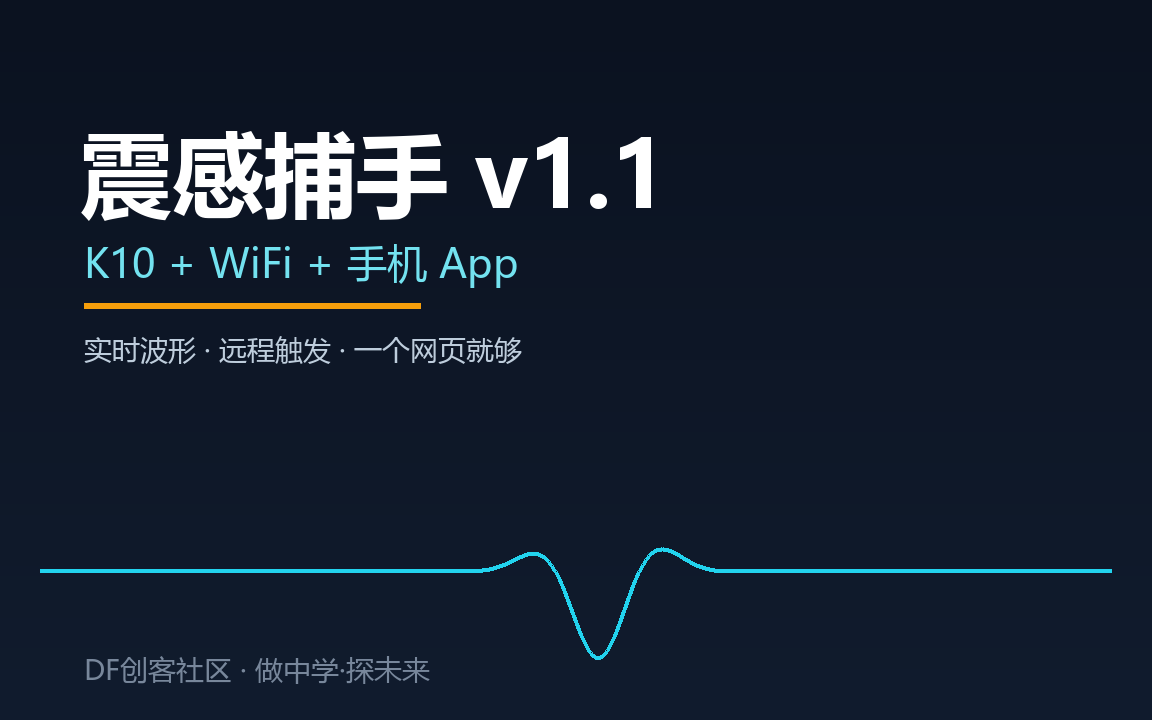 震感捕手 v1.1
K10 + WiFi + 手机 App
实时波形 · 远程触发 · 一个网页就够
DF创客社区 · 做中学·探未来